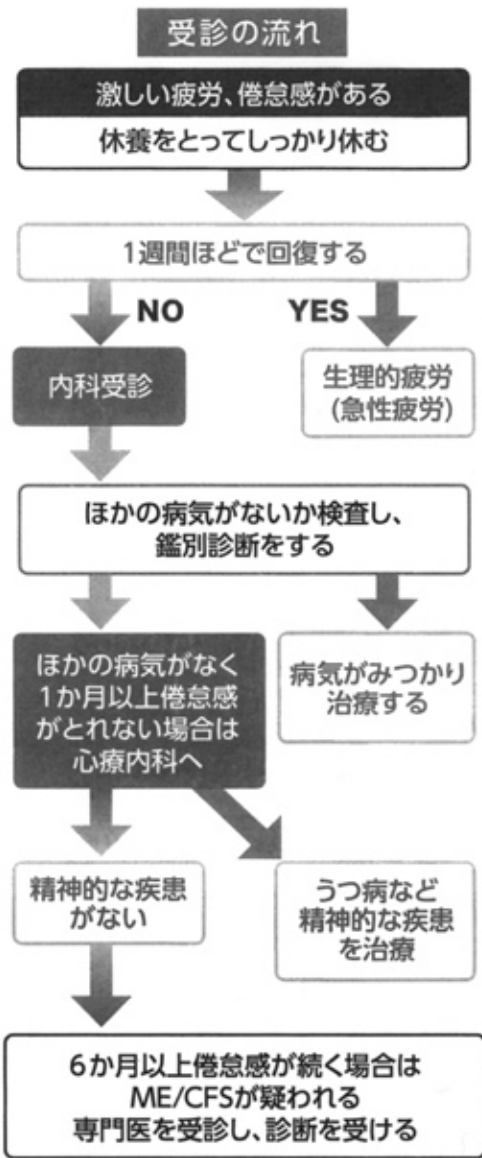 受診の流れ
激しい疲労、倦怠感がある
休養をとってしっかり休む
1週間ほどで回復する
NO
YES
内科受診
生理的疲労
(急性疲労)
ほかの病気がないか検査し、
鑑別診断をする
ほかの病気がなく
1か月以上倦怠感
がとれない場合は
心療内科へ
病気がみつかり
治療する
精神的な疾患
がない
うつ病など
精神的な疾患
を治療
6か月以上倦怠感が続く場合は
ME/CFSが疑われる
専門医を受診し、診断を受ける